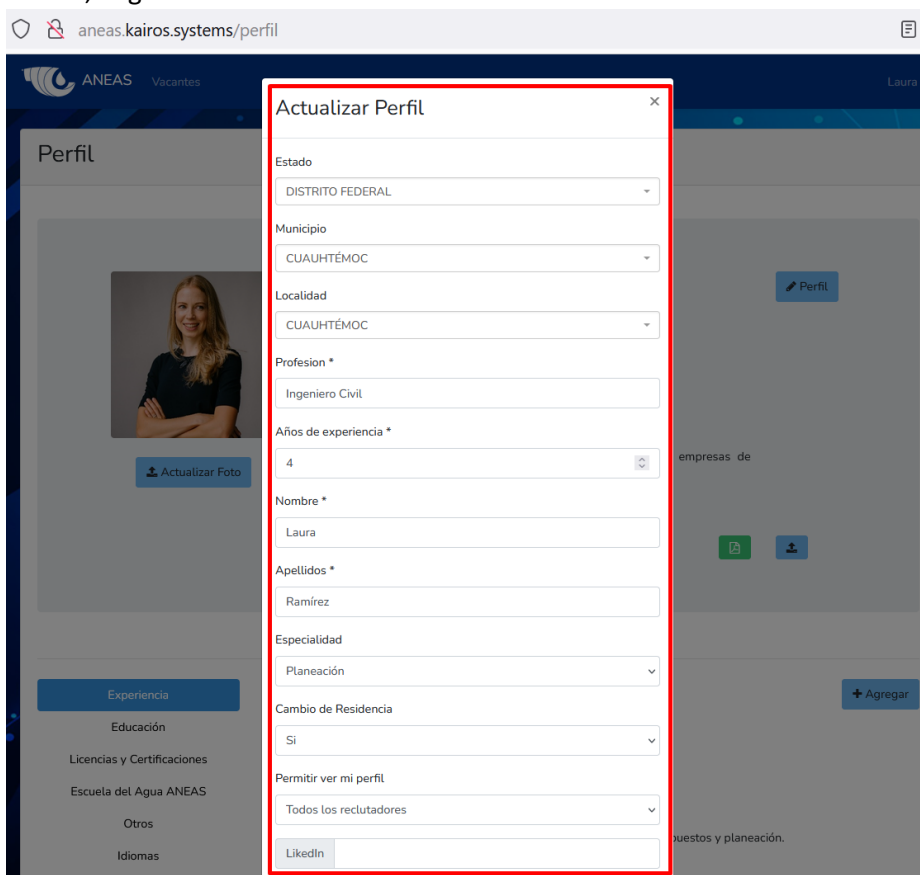 aneas.kairos.systems/perfil
ANEAS Vacantes Laura
Actualizar Perfil ×
Perfil
Estado
DISTRITO FEDERAL
Municipio
CUAUHTÉMOC
Perfil
Localidad
CUAUHTÉMOC
Profesion *
Ingeniero Civil
Años de experiencia *
4
empresas de
Actualizar Foto
Nombre *
Laura
Apellidos *
Ramírez
Especialidad
Planeación
Experiencia
+ Agregar
Cambio de Residencia
Educación
Si
Licencias y Certificaciones
Permitir ver mi perfil
Escuela del Agua ANEAS
Todos los reclutadores
Otros
puestos y planeación.
LikedIn
Idiomas